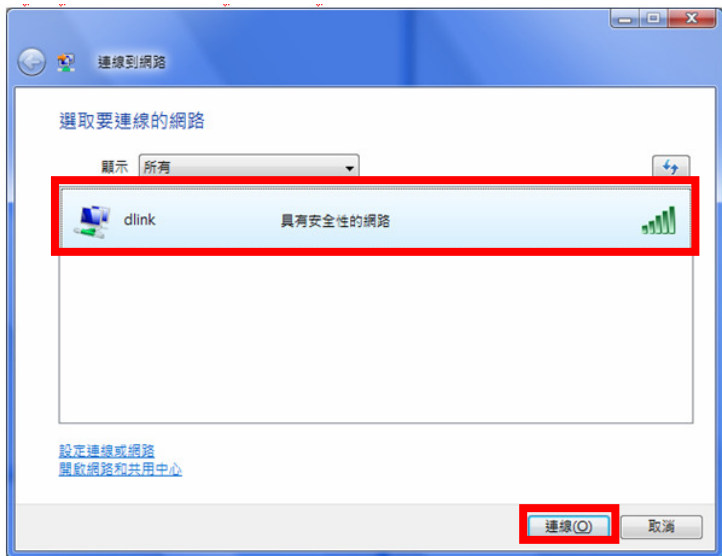 連線到網路
選取要連線的網路
顯示 所有
dlink 具有安全性的網路
設定連線或網路
開啟網路和共用中心
連線(O) 取消